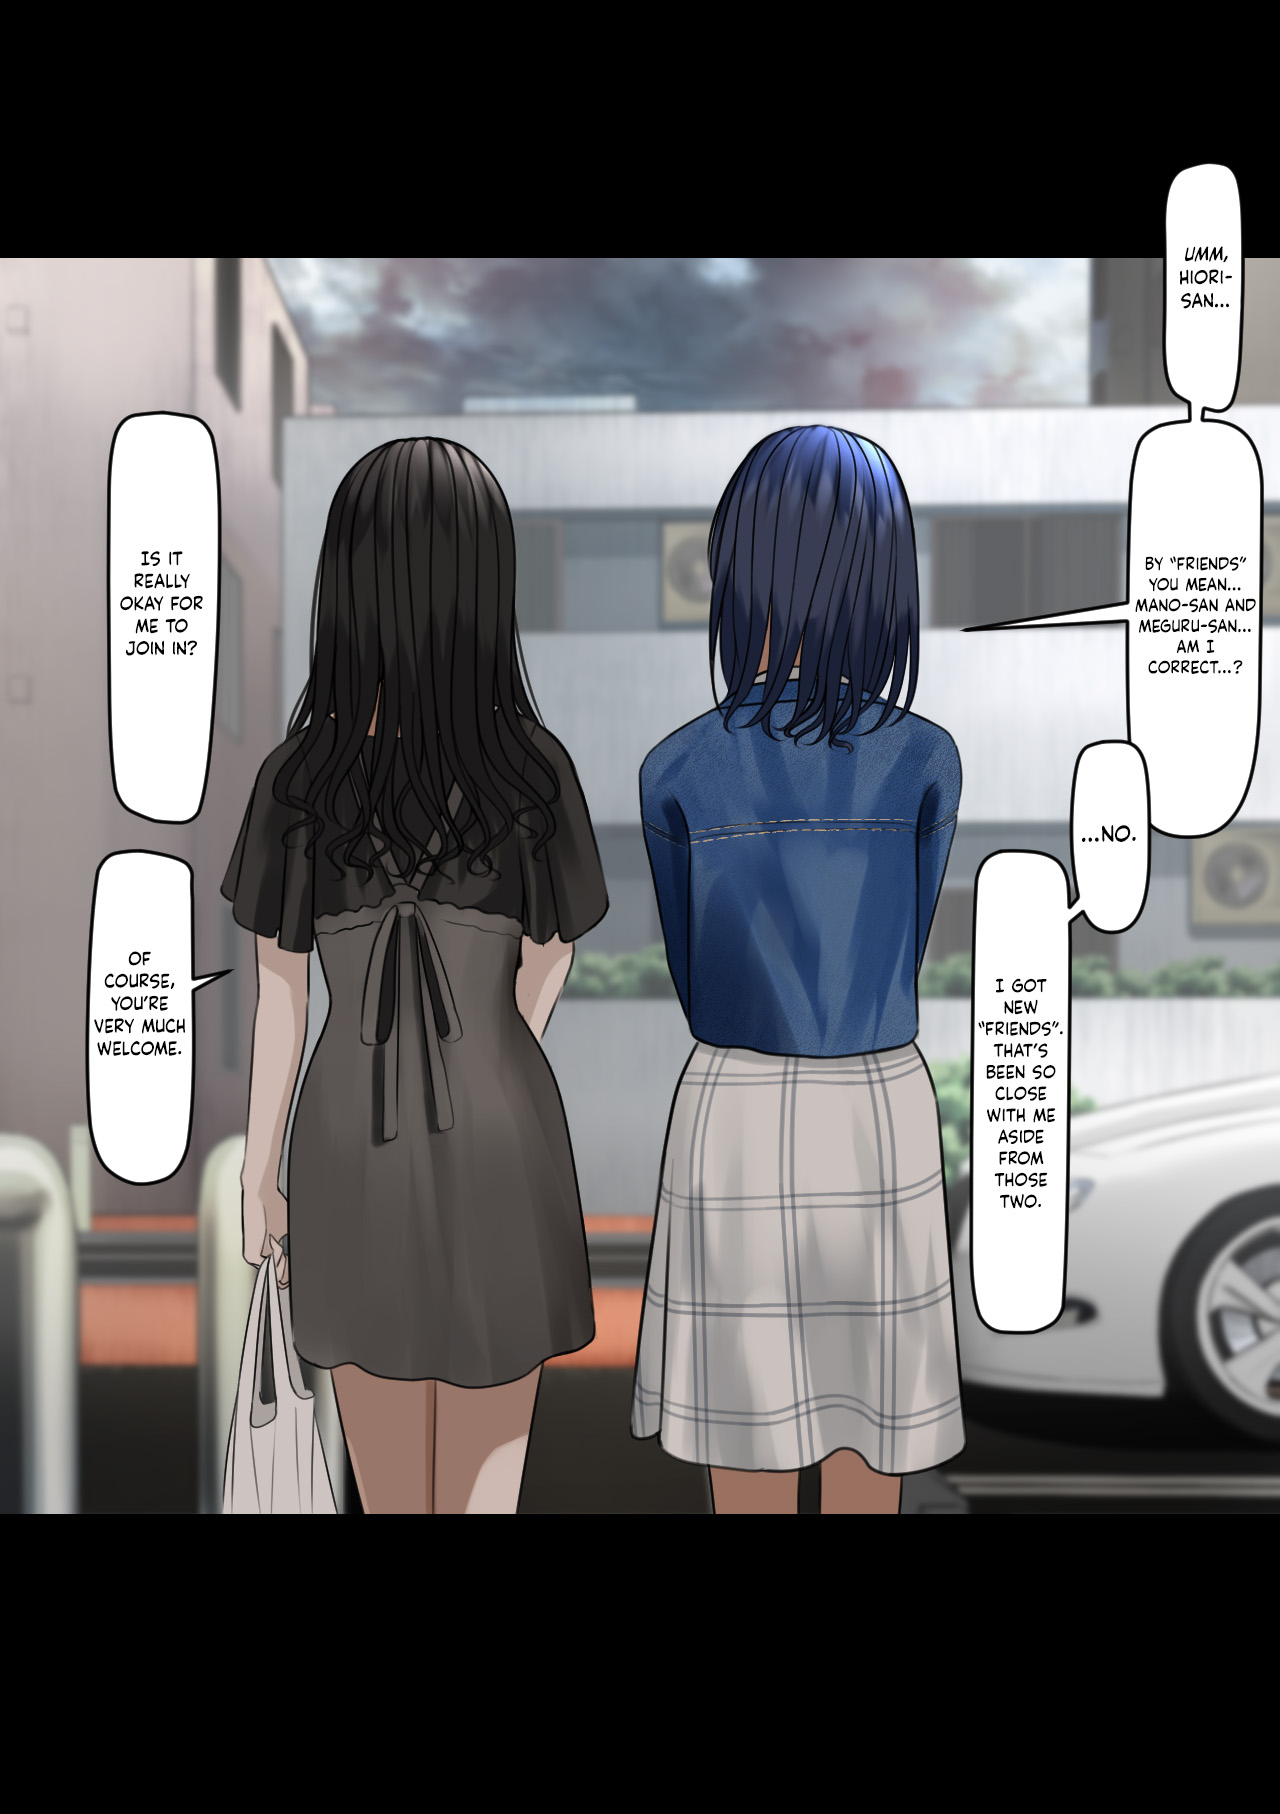 UMM,
HIORI-
SAN...
BY "FRIENDS"
YOU MEAN...
MANO-SAN AND
MEGURU-SAN...
AM I
CORRECT...?
...NO.
I GOT
NEW
"FRIENDS".
THAT'S
BEEN SO
CLOSE
WITH ME
ASIDE
FROM
THOSE
TWO.
IS IT
REALLY
OKAY FOR
ME TO
JOIN IN?
OF
COURSE,
YOU'RE
VERY MUCH
WELCOME.